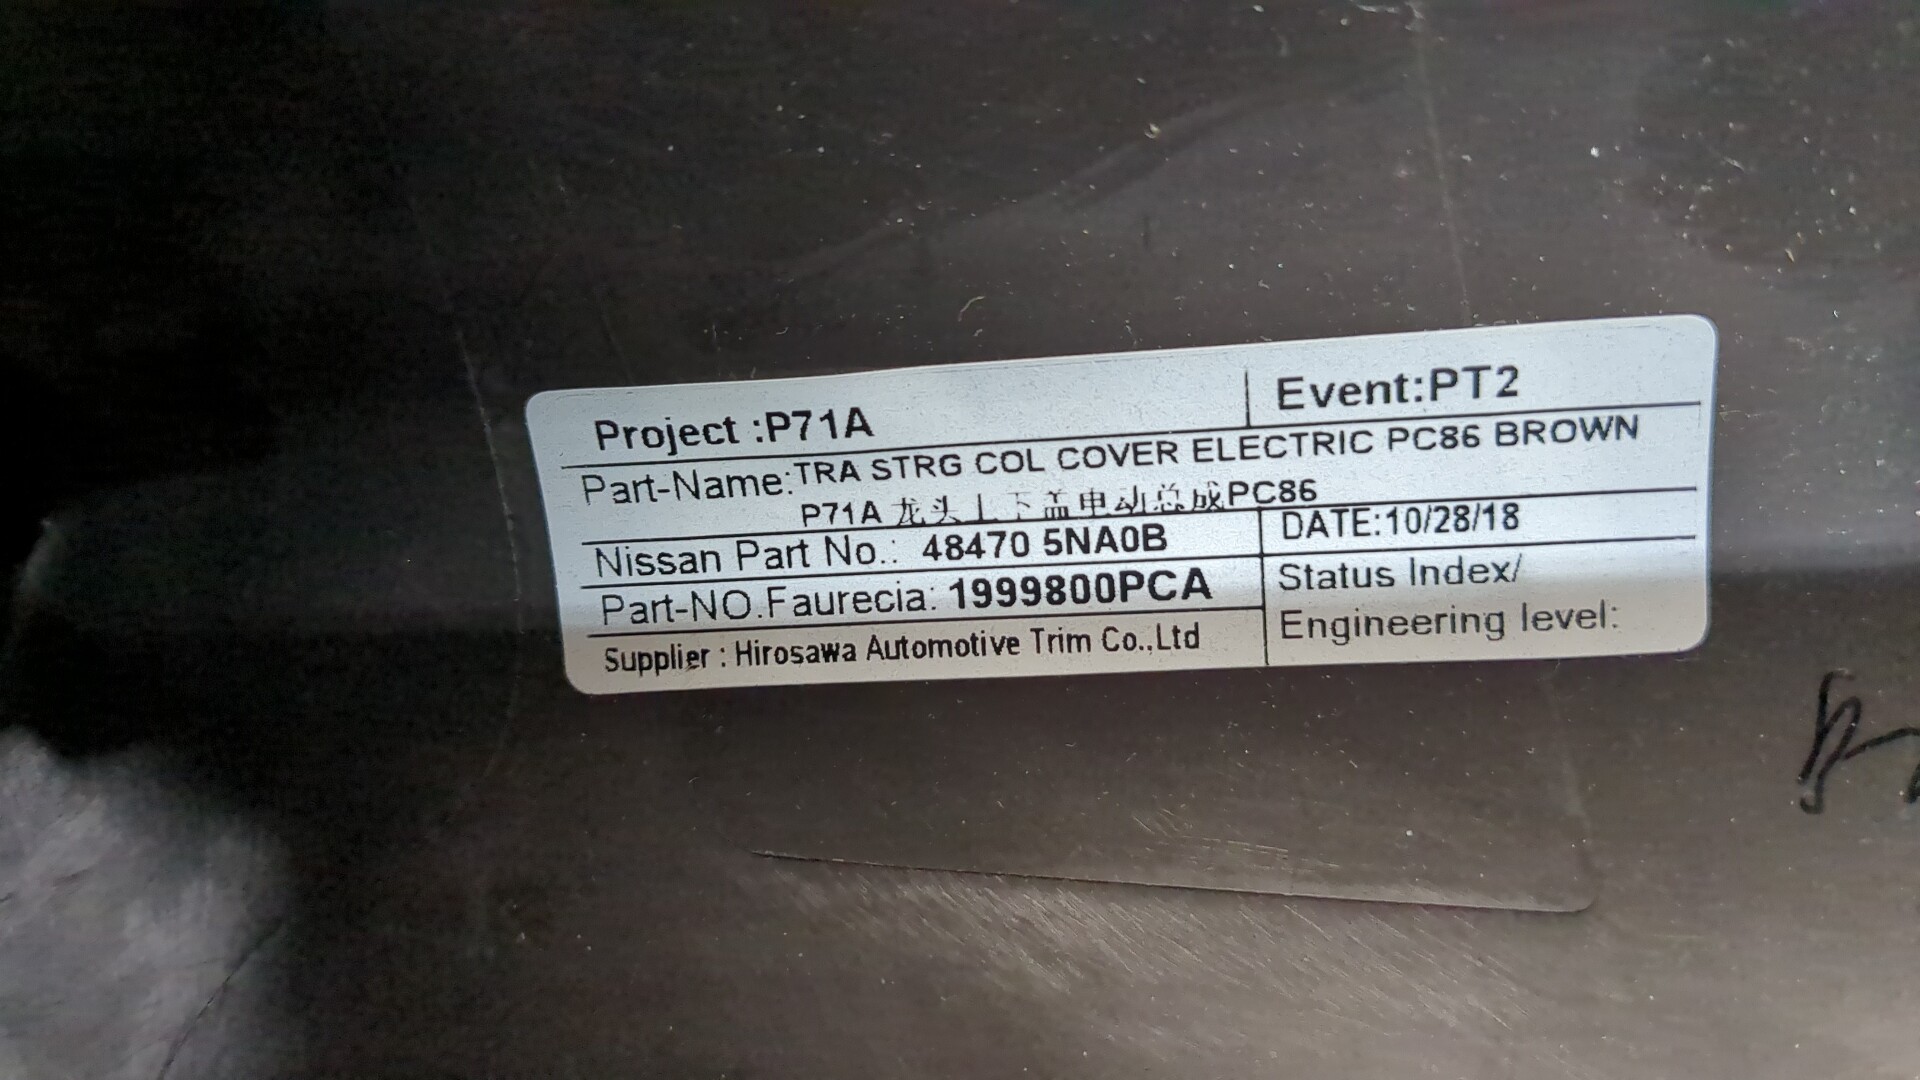 Project :P71A Event:PT2
Part-Name:TRA STRG COL COVER ELECTRIC PC86 BROWN
P71A 龙头上下盖电动总成PC86
Nissan Part No.: 48470 5NA0B DATE:10/28/18
Part-NO.Faurecia: 1999800PCA Status Index/
Supplier : Hirosawa Automotive Trim Co.,Ltd Engineering level: